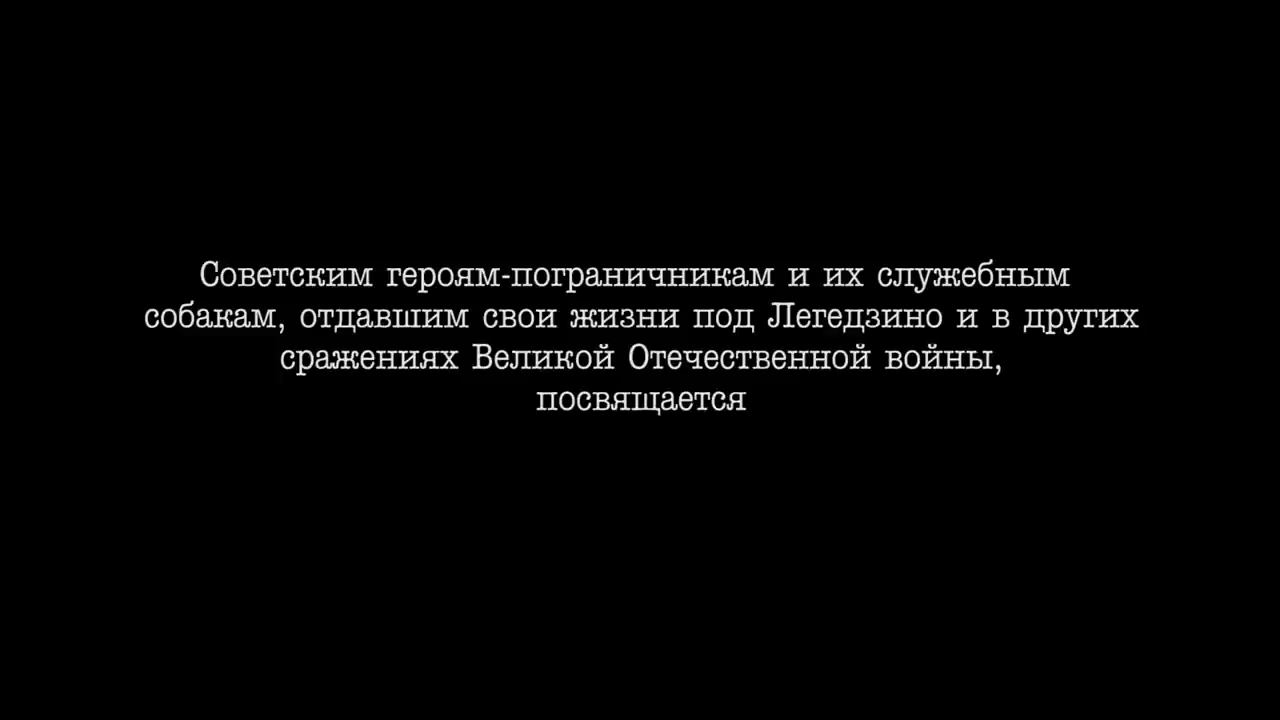 Советским героям-пограничникам и их служебным
собакам, отдавшим свои жизни под Легедзино и в других
сражениях Великой Отечественной войны,
посвящается